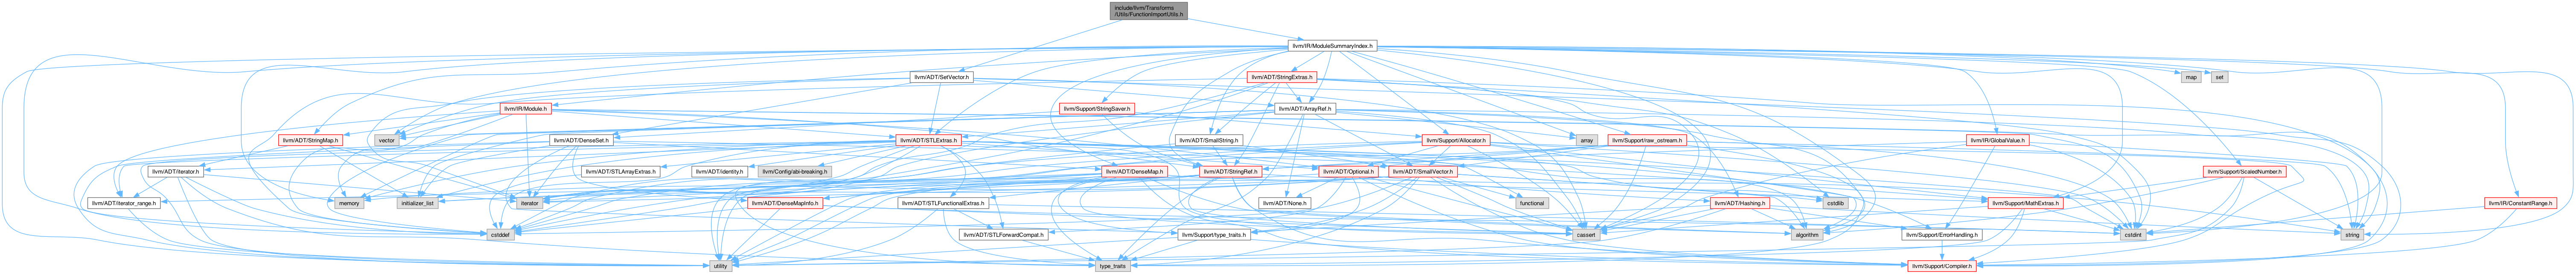 include/llvm/Transforms
/Utils/FunctionImportUtils.h
llvm/IR/ModuleSummaryIndex.h
llvm/ADT/SetVector.h
llvm/ADT/StringExtras.h
map
set
llvm/IR/Module.h
llvm/Support/StringSaver.h
llvm/ADT/ArrayRef.h
vector
llvm/ADT/StringMap.h
llvm/ADT/DenseSet.h
llvm/ADT/STLExtras.h
llvm/ADT/SmallString.h
llvm/Support/Allocator.h
array
llvm/Support/raw_ostream.h
llvm/IR/GlobalValue.h
llvm/ADT/iterator.h
llvm/ADT/STLArrayExtras.h
llvm/ADT/identity.h
llvm/Config/abi-breaking.h
llvm/ADT/DenseMap.h
llvm/ADT/StringRef.h
llvm/ADT/Optional.h
llvm/ADT/SmallVector.h
llvm/Support/ScaledNumber.h
llvm/ADT/iterator_range.h
memory
initializer_list
iterator
llvm/ADT/DenseMapInfo.h
llvm/ADT/STLFunctionalExtras.h
llvm/ADT/None.h
functional
llvm/ADT/Hashing.h
cstdlib
llvm/Support/MathExtras.h
llvm/IR/ConstantRange.h
cstddef
llvm/ADT/STLForwardCompat.h
llvm/Support/type_traits.h
cassert
algorithm
llvm/Support/ErrorHandling.h
cstdint
string
utility
type_traits
llvm/Support/Compiler.h